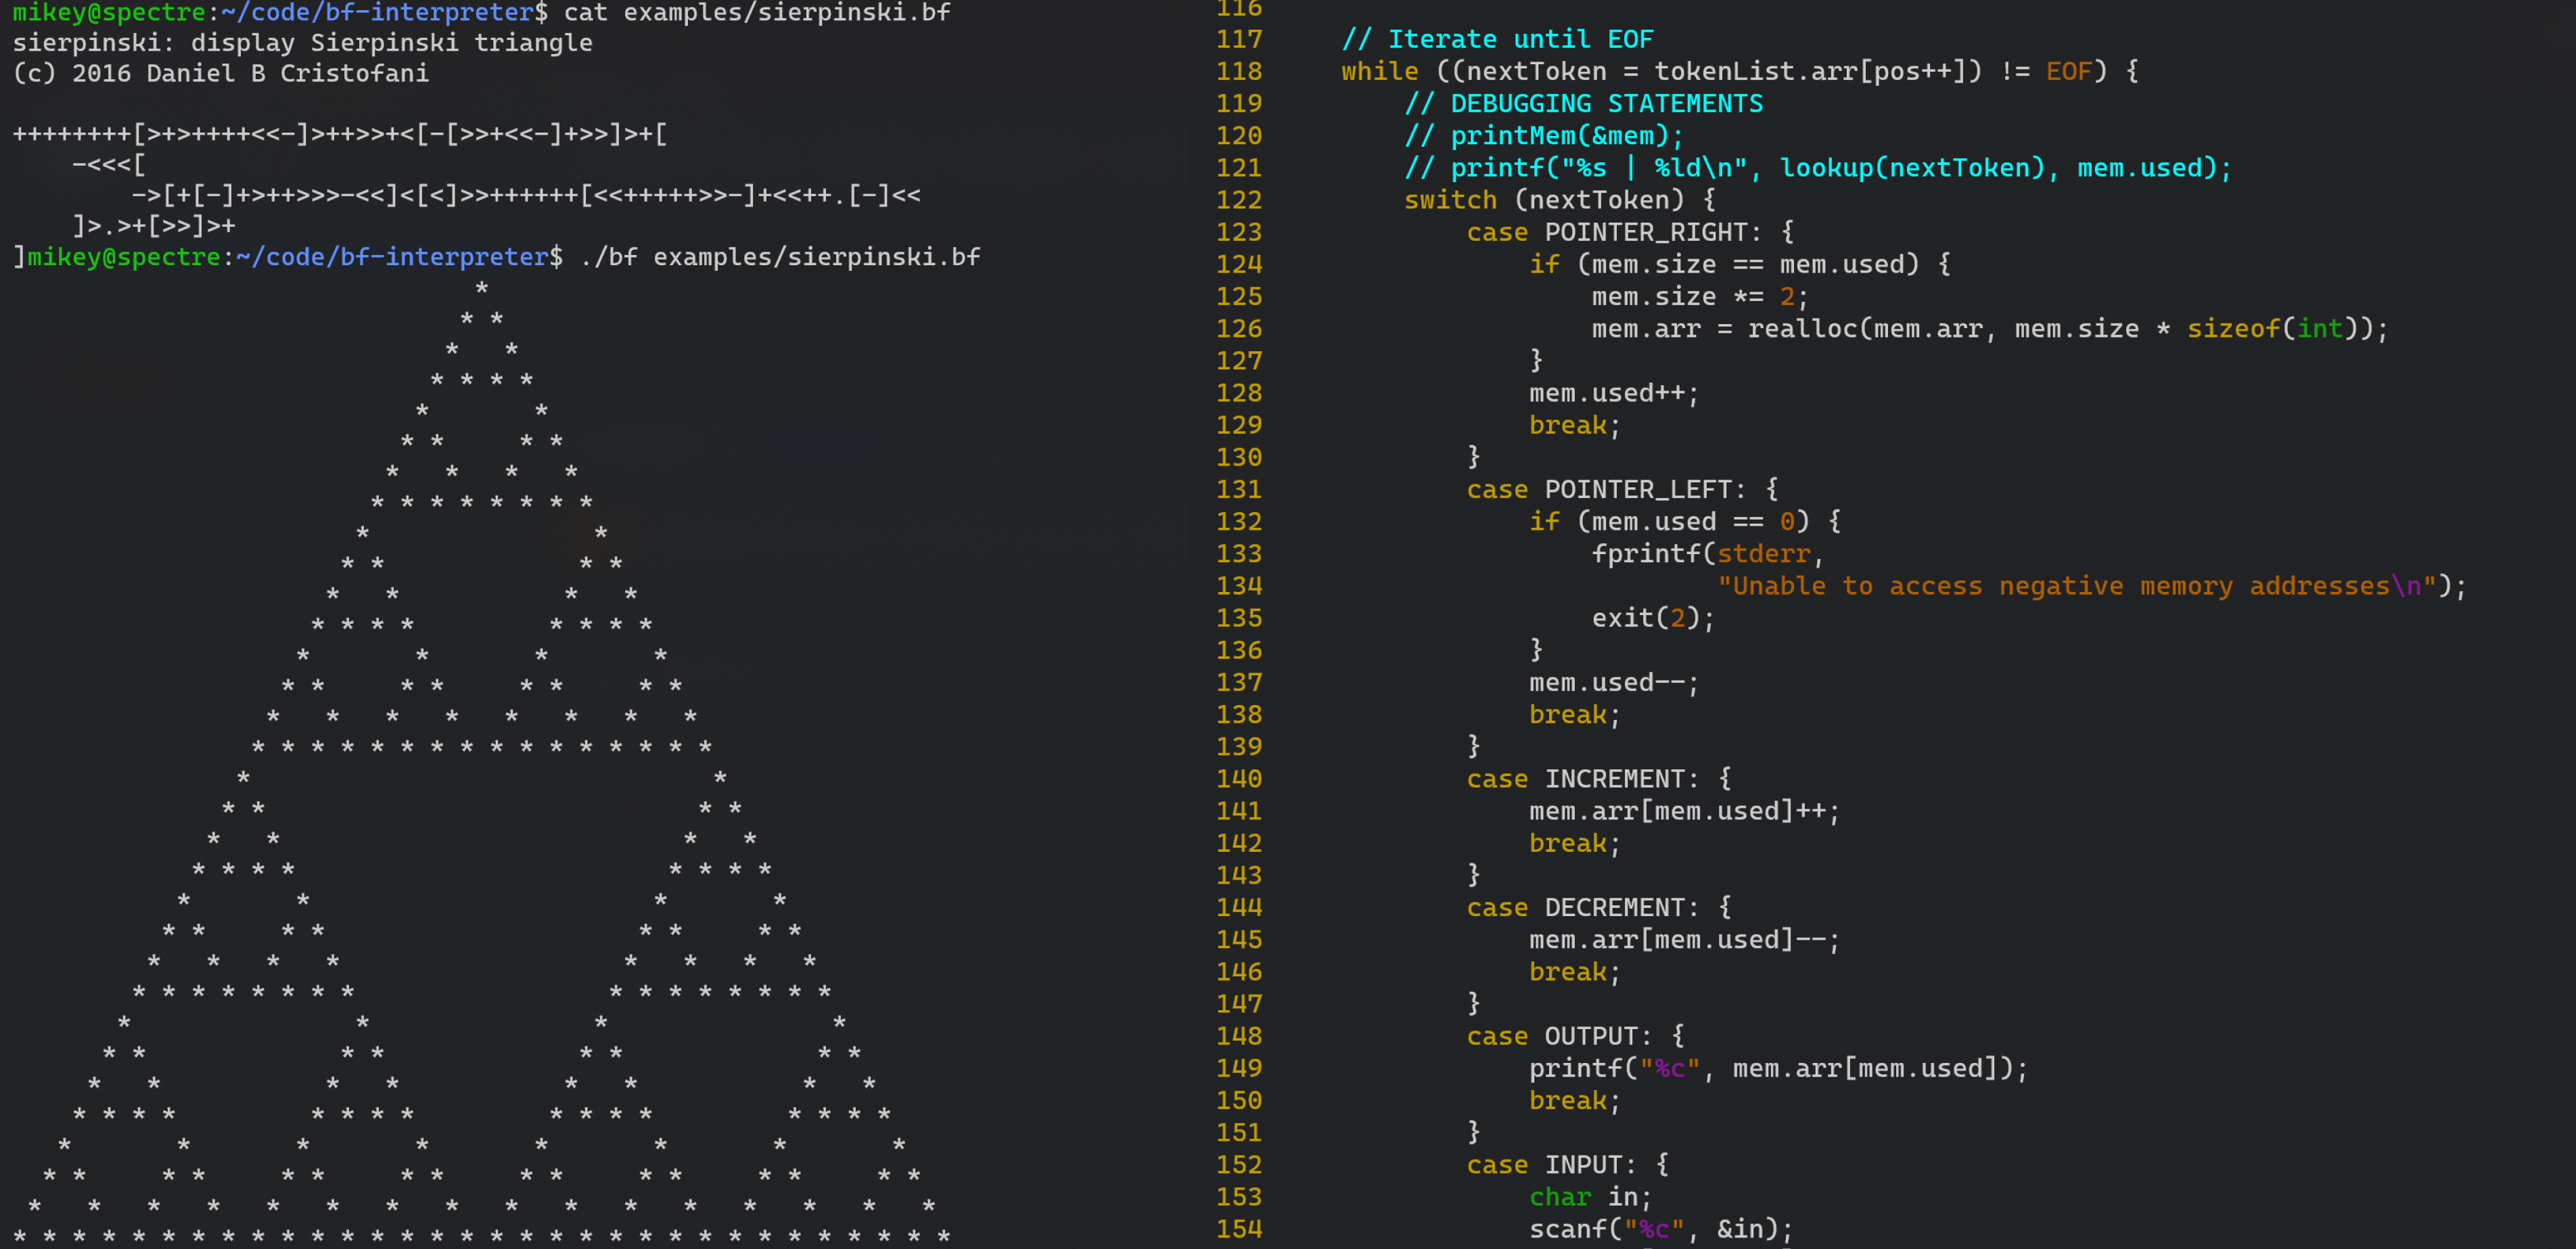 mikey@spectre:~/code/bf-interpreter$ cat examples/sierpinski.bf
sierpinski: display Sierpinski triangle
(c) 2016 Daniel B Cristofani

++++++++[>+>++++<<-]>++>>+<[-[>>+<<-]+>>]>+[
    -<<<[
        ->[+[-]+>++>>>-<<]<[<]>>++++++[<<+++++>>-]+<<++.[-]<<
    ]>.>+[>>]>+
]mikey@spectre:~/code/bf-interpreter$ ./bf examples/sierpinski.bf
                               *
                              * *
                             *   *
                            * * * *
                           *       *
                          * *     * *
                         *   *   *   *
                        * * * * * * * *
                       *               *
                      * *             * *
                     *   *           *   *
                    * * * *         * * * *
                   *       *       *       *
                  * *     * *     * *     * *
                 *   *   *   *   *   *   *   *
                * * * * * * * * * * * * * * * *
               *                               *
              * *                             * *
             *   *                           *   *
            * * * *                         * * * *
           *       *                       *       *
          * *     * *                     * *     * *
         *   *   *   *                   *   *   *   *
        * * * * * * * *                 * * * * * * * *
       *               *               *               *
      * *             * *             * *             * *
     *   *           *   *           *   *           *   *
    * * * *         * * * *         * * * *         * * * *
   *       *       *       *       *       *       *       *
  * *     * *     * *     * *     * *     * *     * *     * *
 *   *   *   *   *   *   *   *   *   *   *   *   *   *   *   *
* * * * * * * * * * * * * * * * * * * * * * * * * * * * * * * *
116
117     // Iterate until EOF
118     while ((nextToken = tokenList.arr[pos++]) != EOF) {
119         // DEBUGGING STATEMENTS
120         // printMem(&mem);
121         // printf("%s | %ld\n", lookup(nextToken), mem.used);
122         switch (nextToken) {
123             case POINTER_RIGHT: {
124                 if (mem.size == mem.used) {
125                     mem.size *= 2;
126                     mem.arr = realloc(mem.arr, mem.size * sizeof(int));
127                 }
128                 mem.used++;
129                 break;
130             }
131             case POINTER_LEFT: {
132                 if (mem.used == 0) {
133                     fprintf(stderr,
134                             "Unable to access negative memory addresses\n");
135                     exit(2);
136                 }
137                 mem.used--;
138                 break;
139             }
140             case INCREMENT: {
141                 mem.arr[mem.used]++;
142                 break;
143             }
144             case DECREMENT: {
145                 mem.arr[mem.used]--;
146                 break;
147             }
148             case OUTPUT: {
149                 printf("%c", mem.arr[mem.used]);
150                 break;
151             }
152             case INPUT: {
153                 char in;
154                 scanf("%c", &in);